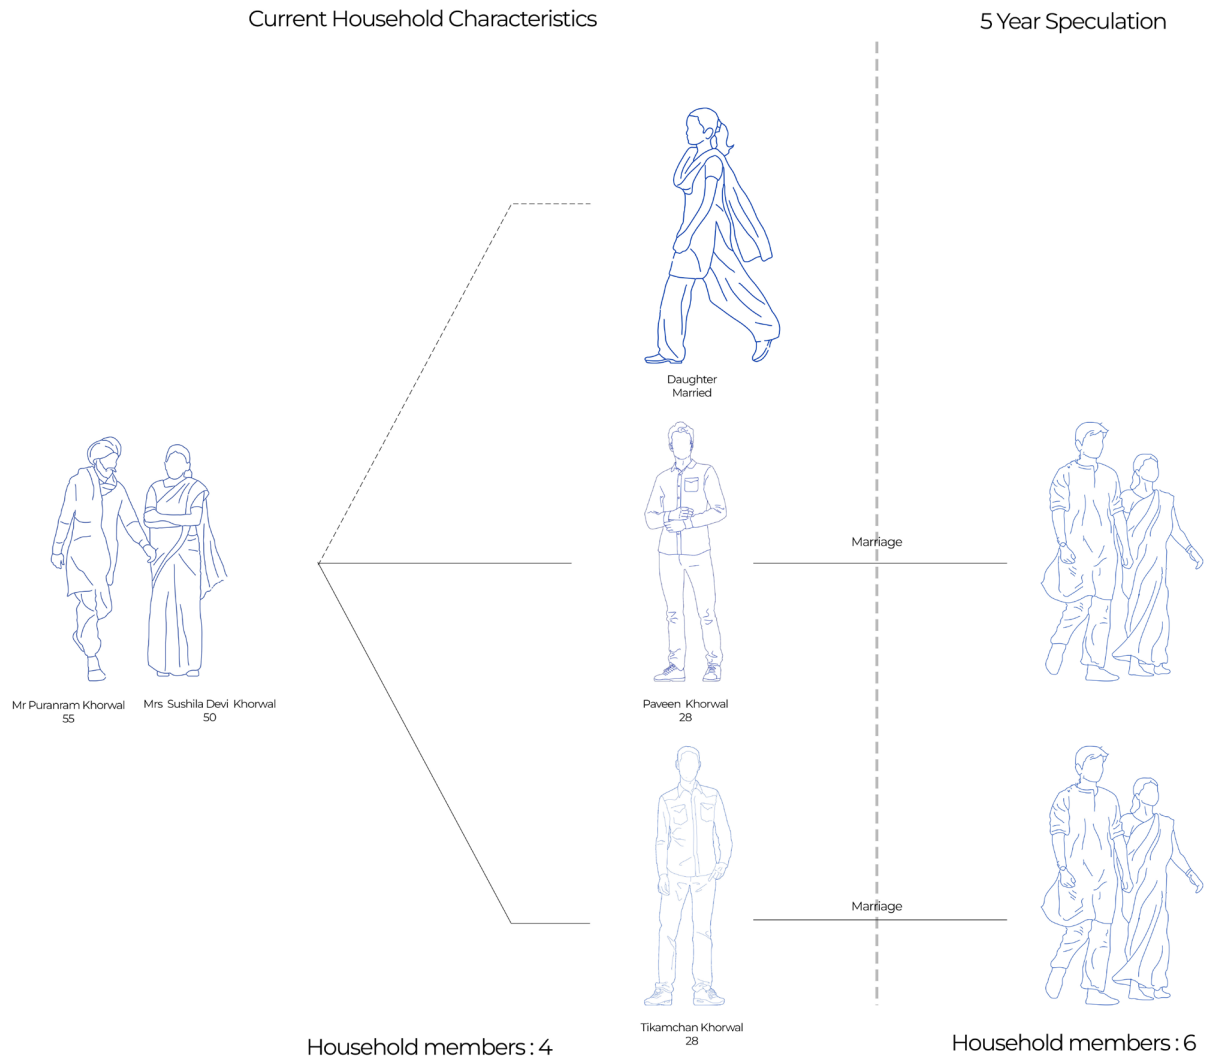 Current Household Characteristics
5 Year Speculation
Daughter
Married
Marriage
Mr Puranram Khorwal
55
Mrs Sushila Devi Khorwal
50
Paveen Khorwal
28
Marriage
Tikamchan Khorwal
28
Household members : 4
Household members : 6